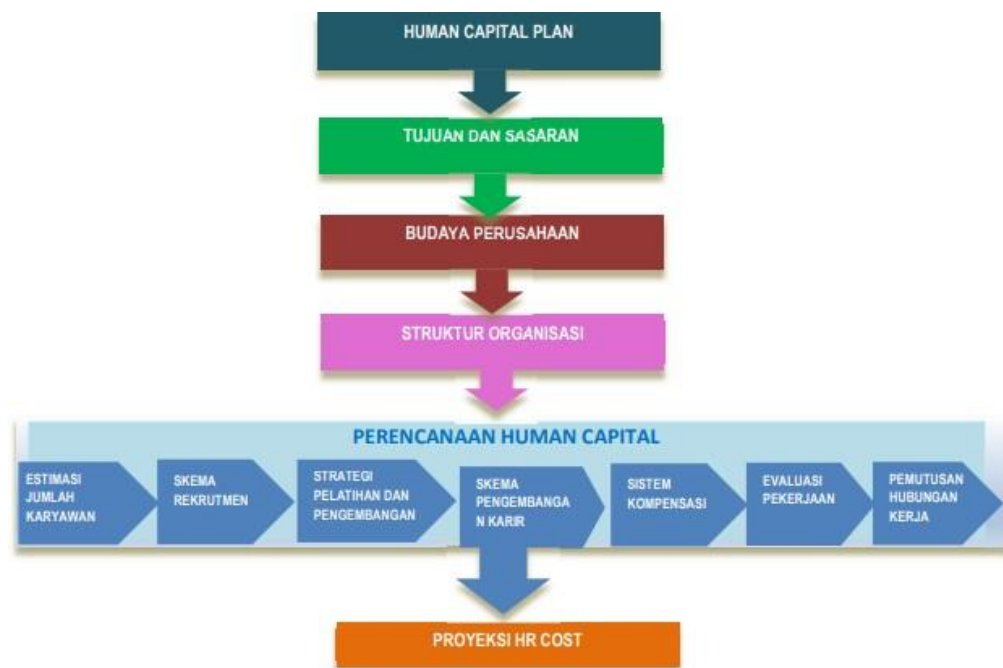 HUMAN CAPITAL PLAN
TUJUAN DAN SASARAN
BUDAYA PERUSAHAAN
STRUKTUR ORGANISASI
PERENCANAAN HUMAN CAPITAL
ESTIMASI
JUMLAH
KARYAWAN
SKEMA
REKRUTMEN
STRATEGI
PELATIHAN DAN
PENGEMBANGAN
SKEMA
PENGEMBANGA
N KARIR
SISTEM
KOMPENSASI
EVALUASI
PEKERJAAN
PEMUTUSAN
HUBUNGAN
KERJA
PROYEKSI HR COST